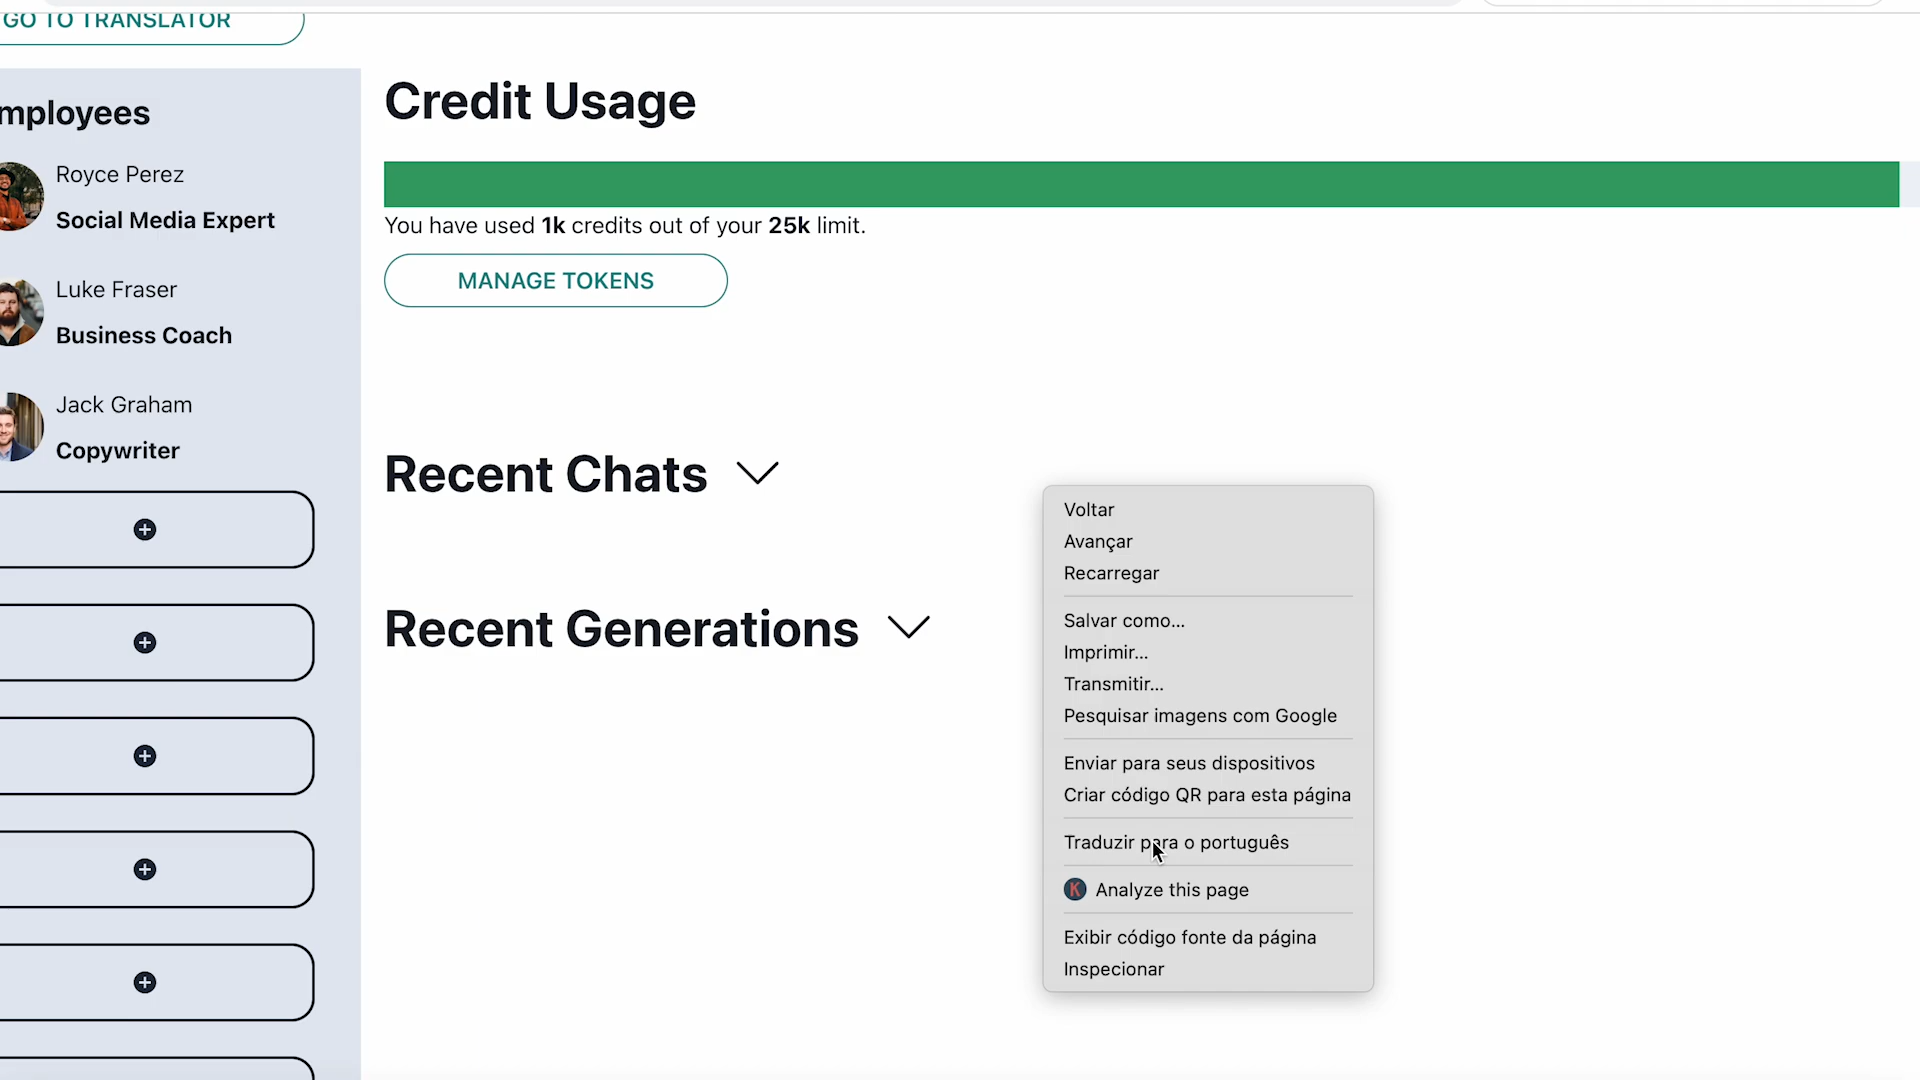 GO TO TRANSLATOR
mployees
Royce Perez
Social Media Expert
Luke Fraser
Business Coach
Jack Graham
Copywriter
Credit Usage
You have used 1k credits out of your 25k limit.
MANAGE TOKENS
Recent Chats
Recent Generations
Voltar
Avançar
Recarregar
Salvar como...
Imprimir...
Transmitir...
Pesquisar imagens com Google
Enviar para seus dispositivos
Criar código QR para esta página
Traduzir para o português
K Analyze this page
Exibir código fonte da página
Inspecionar